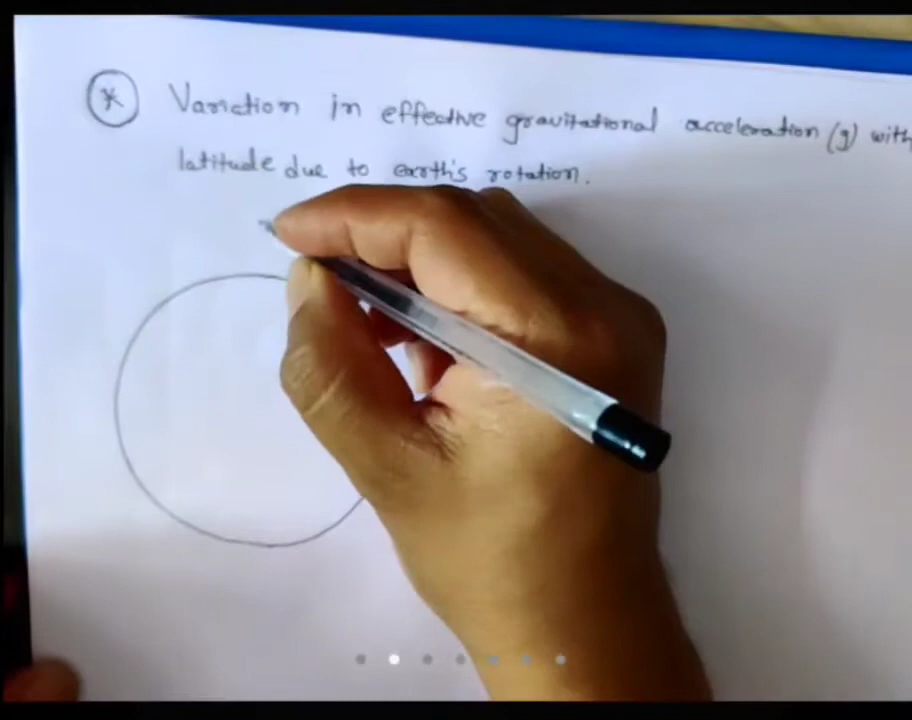 * Variation in effective gravitational acceleration (g) with
latitude due to earth's rotation.